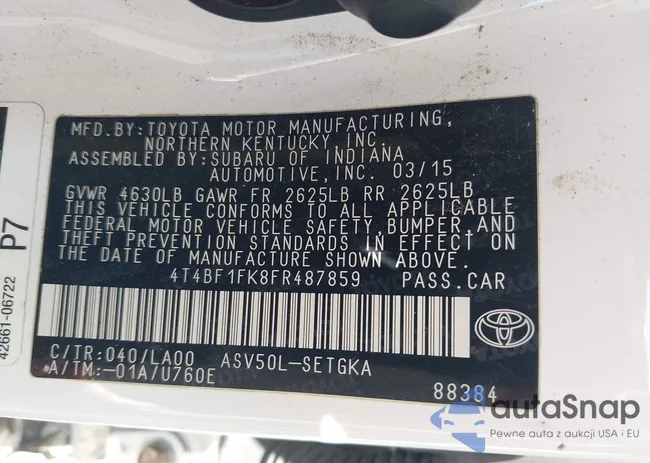 MFD.BY:TOYOTA MOTOR MANUFACTURING,
NORTHERN KENTUCKY,INC.
ASSEMBLED BY:SUBARU OF INDIANA
AUTOMOTIVE,INC. 03/15
GVWR 4630LB GAWR FR 2625LB RR 2625LB
THIS VEHICLE CONFORMS TO ALL APPLICABLE
FEDERAL MOTOR VEHICLE SAFETY,BUMPER,AND
THEFT PREVENTION STANDARDS IN EFFECT ON
THE DATE OF MANUFACTURE SHOWN ABOVE.
4T4BF1FK8FR487859 PASS.CAR
C/TR:040/LA00 ASV50L-SETGKA
A/TM:-01A/U760E
88384
P7
42661-06722
autaSnap
Pewne auta z aukcji USA i EU